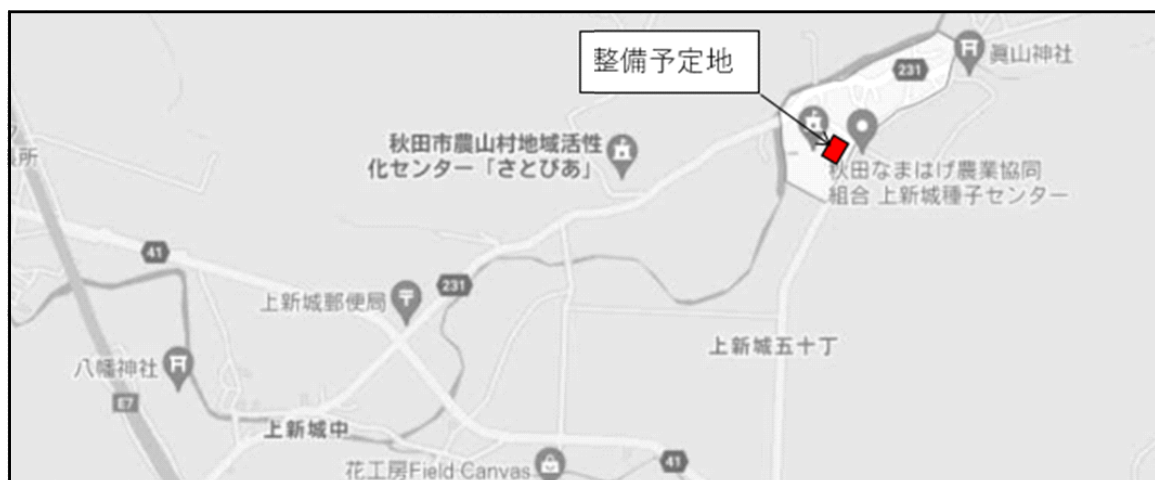 整備予定地
231
眞山神社
秋田市農山村地域活性
化センター「さとぴあ」
秋田なまはげ農業協同
組合 上新城種子センター
所
41
231
上新城郵便局
〒
上新城五十丁
八幡神社
E7
上新城中
花工房Field Canvas
41